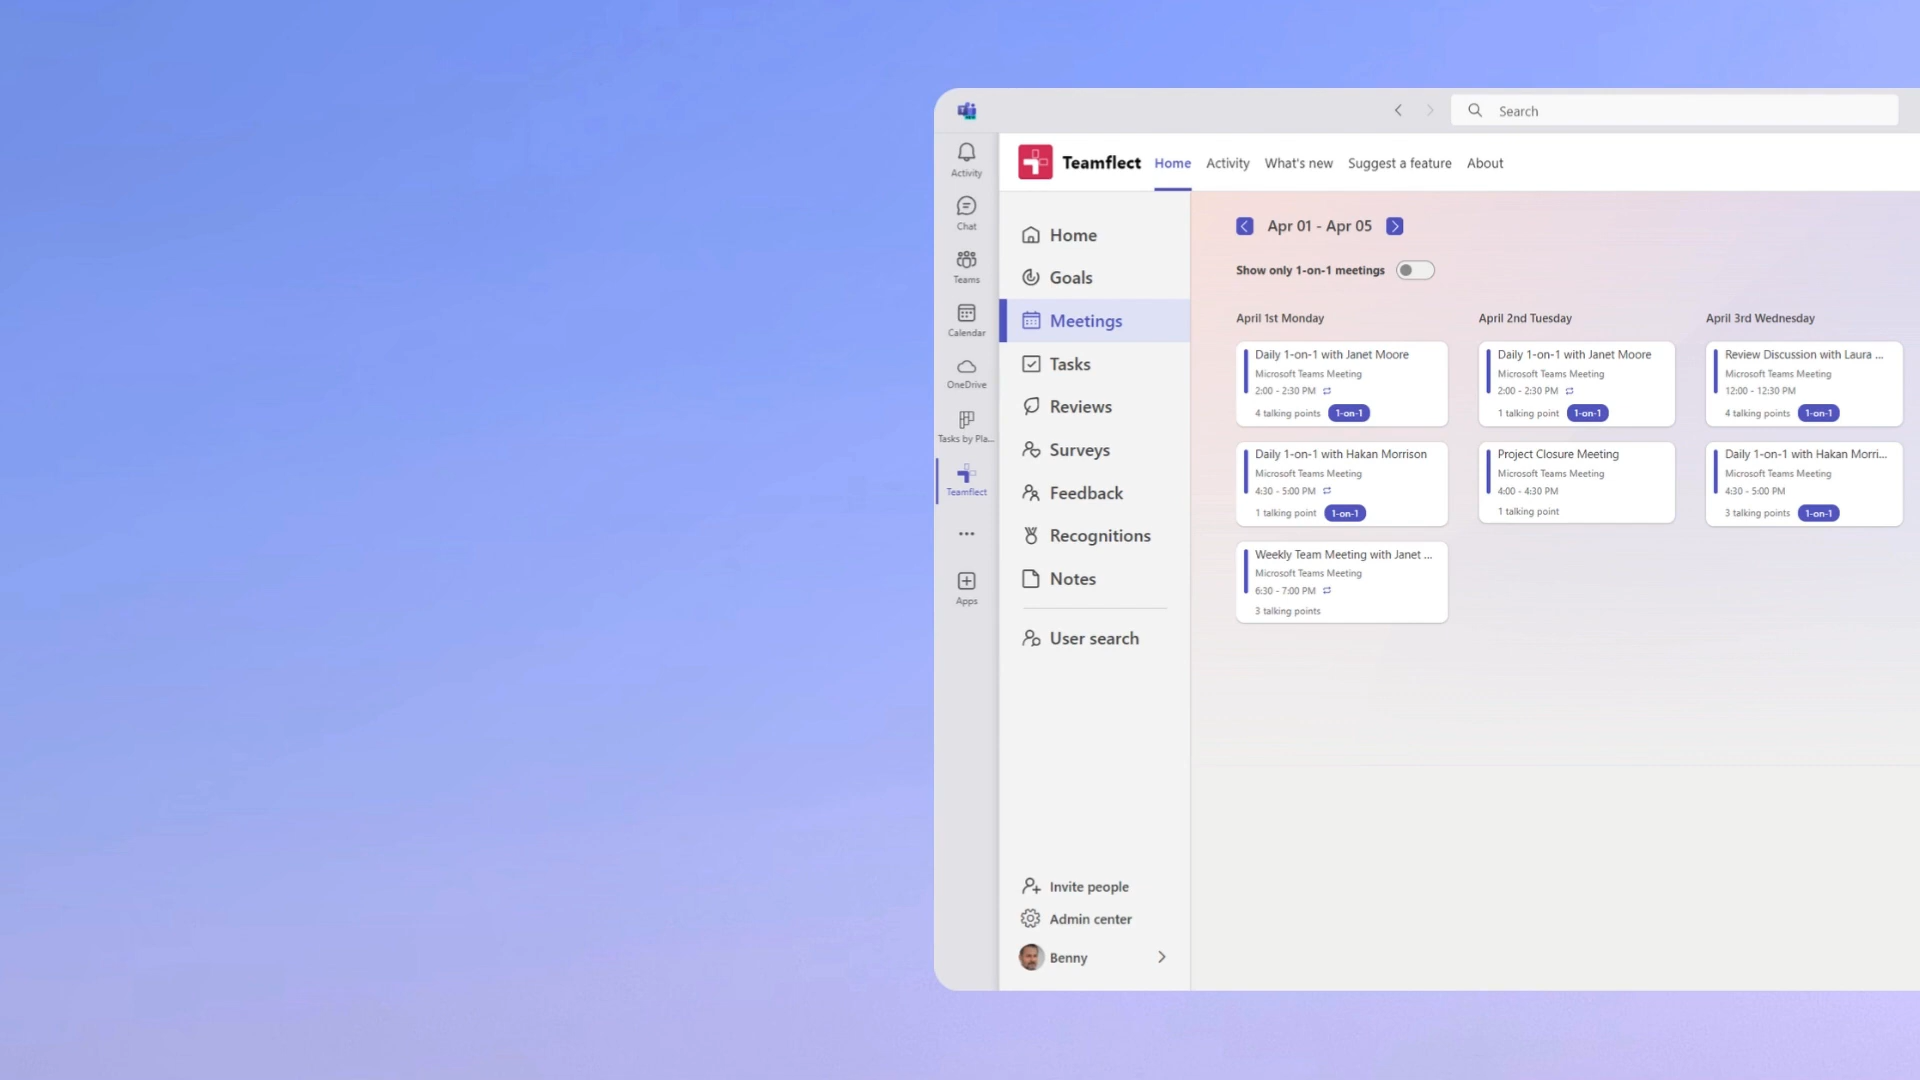 Search
Activity
Chat
Teams
Calendar
OneDrive
Tasks by Pla...
Teamflect
Apps
Teamflect Home Activity What's new Suggest a feature About
Home
Goals
Meetings
Tasks
Reviews
Surveys
Feedback
Recognitions
Notes
User search
Invite people
Admin center
Benny
Apr 01 - Apr 05
Show only 1-on-1 meetings
April 1st Monday
Daily 1-on-1 with Janet Moore
Microsoft Teams Meeting
2:00 - 2:30 PM
4 talking points 1-on-1
Daily 1-on-1 with Hakan Morrison
Microsoft Teams Meeting
4:30 - 5:00 PM
1 talking point 1-on-1
Weekly Team Meeting with Janet ...
Microsoft Teams Meeting
6:30 - 7:00 PM
3 talking points
April 2nd Tuesday
Daily 1-on-1 with Janet Moore
Microsoft Teams Meeting
2:00 - 2:30 PM
1 talking point 1-on-1
Project Closure Meeting
Microsoft Teams Meeting
4:00 - 4:30 PM
1 talking point
April 3rd Wednesday
Review Discussion with Laura ...
Microsoft Teams Meeting
12:00 - 12:30 PM
4 talking points 1-on-1
Daily 1-on-1 with Hakan Morri...
Microsoft Teams Meeting
4:30 - 5:00 PM
3 talking points 1-on-1